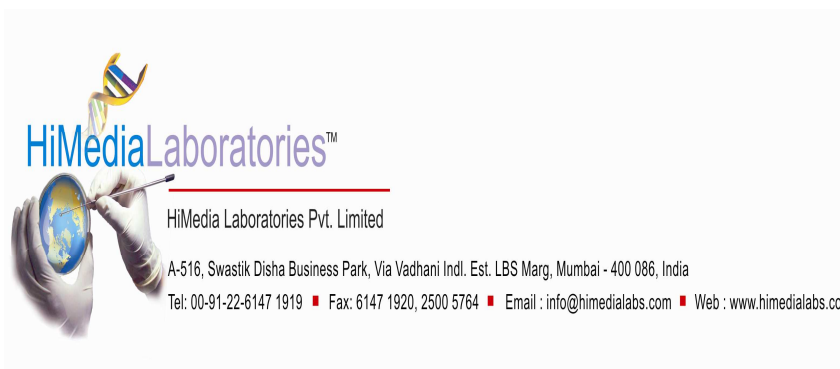 HiMediaLaboratories™
HiMedia Laboratories Pvt. Limited
A-516, Swastik Disha Business Park, Via Vadhani Indl. Est. LBS Marg, Mumbai - 400 086, India
Tel: 00-91-22-6147 1919 ■ Fax: 6147 1920, 2500 5764 ■ Email : info@himedialabs.com ■ Web : www.himedialabs.co